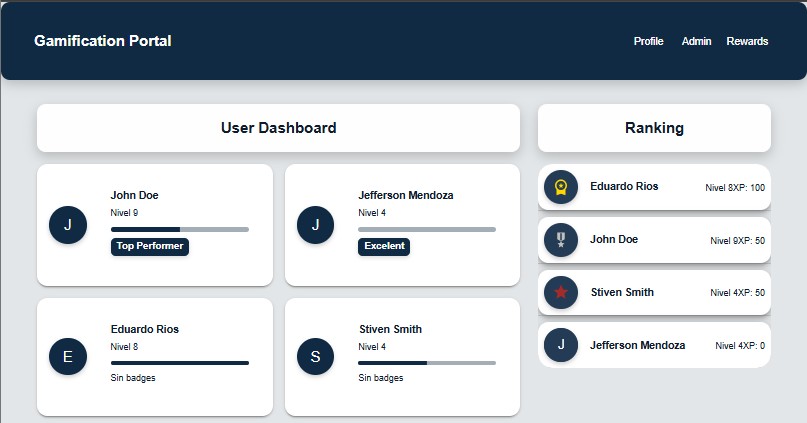 Gamification Portal
Profile Admin Rewards
User Dashboard
J
John Doe
Nivel 9
Top Performer
J
Jefferson Mendoza
Nivel 4
Excelent
E
Eduardo Rios
Nivel 8
Sin badges
S
Stiven Smith
Nivel 4
Sin badges
Ranking
Eduardo Rios Nivel 8XP: 100
John Doe Nivel 9XP: 50
Stiven Smith Nivel 4XP: 50
J Jefferson Mendoza Nivel 4XP: 0